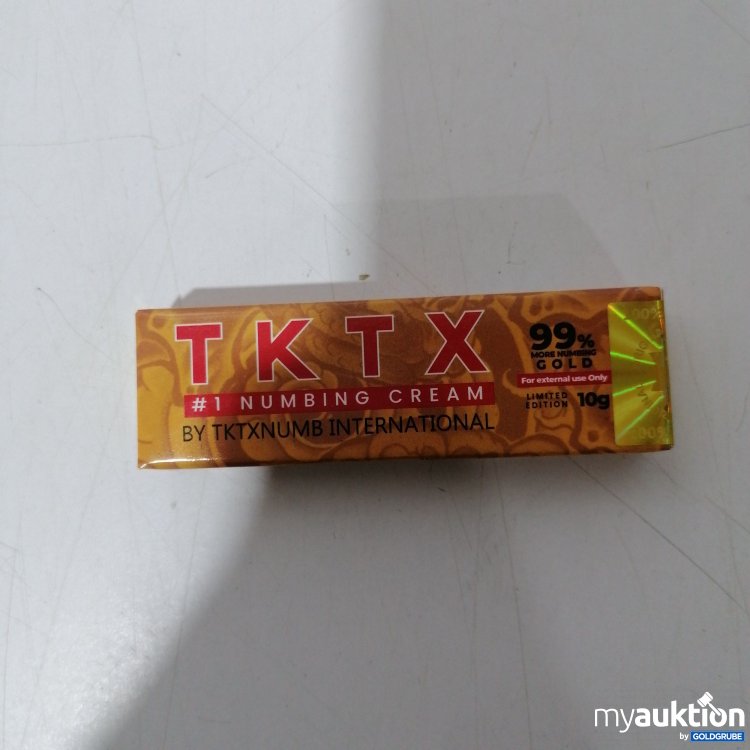 TKTX
#1 NUMBING CREAM
BY TKTXNUMB INTERNATIONAL
99%
MORE NUMBING
GOLD
For external use Only
LIMITED
EDITION
10g
myauktion
by GOLDGRUBE